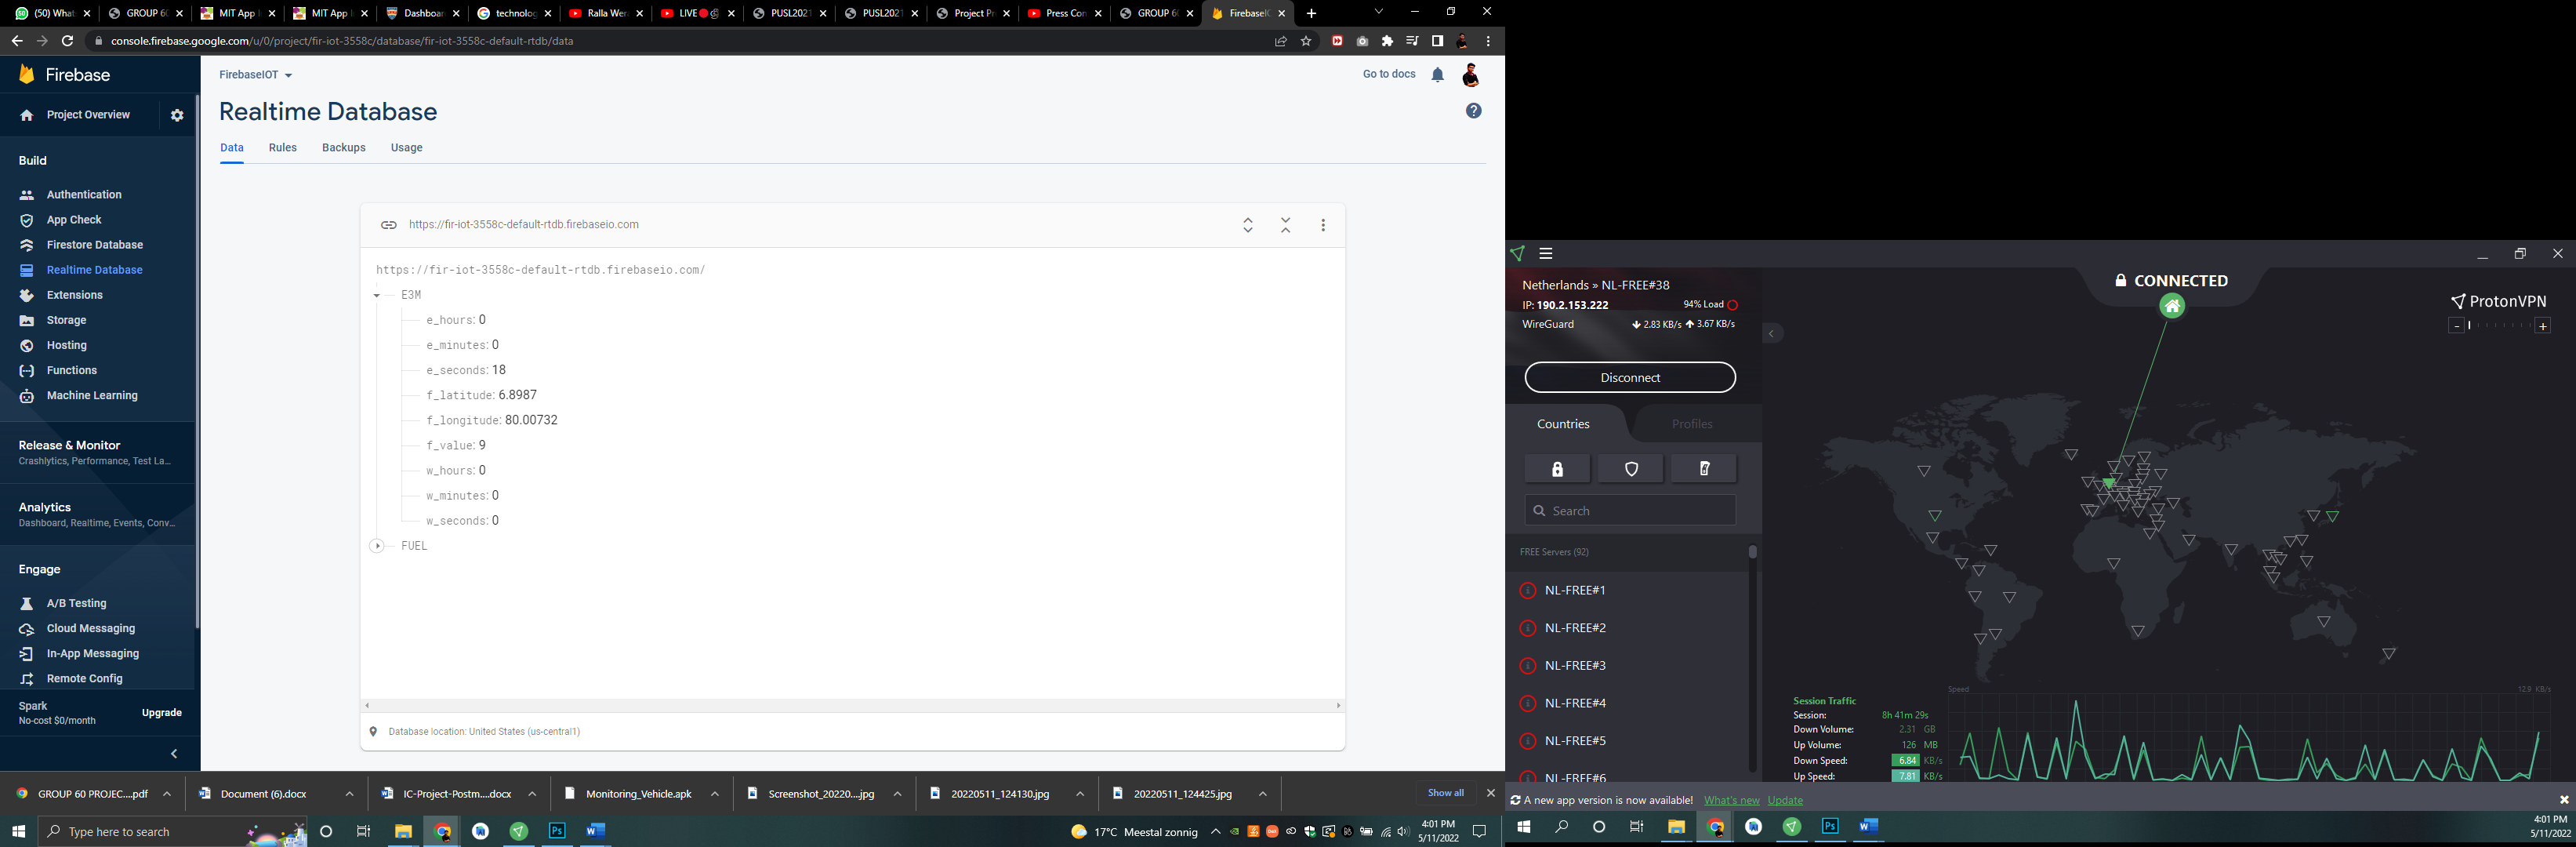 (50) What
GROUP 60
MIT App I
MIT App I
Dashboar
technolog
Ralla Wer
LIVE
PUSL2021
PUSL2021
Project Pr
Press Con
GROUP 60
FirebaseIO
console.firebase.google.com/u/0/project/fir-iot-3558c/database/fir-iot-3558c-default-rtdb/data
Firebase
Project Overview
Build
Authentication
App Check
Firestore Database
Realtime Database
Extensions
Storage
Hosting
Functions
Machine Learning
Release & Monitor
Crashlytics, Performance, Test La...
Analytics
Dashboard, Realtime, Events, Conv...
Engage
A/B Testing
Cloud Messaging
In-App Messaging
Remote Config
Spark
No-cost $0/month
Upgrade
FirebaseIOT
Go to docs
Realtime Database
Data Rules Backups Usage
https://fir-iot-3558c-default-rtdb.firebaseio.com
https://fir-iot-3558c-default-rtdb.firebaseio.com/
E3M
e_hours: 0
e_minutes: 0
e_seconds: 18
f_latitude: 6.8987
f_longitude: 80.00732
f_value: 9
w_hours: 0
w_minutes: 0
w_seconds: 0
FUEL
Database location: United States (us-central1)
GROUP 60 PROJEC....pdf
Document (6).docx
IC-Project-Postm....docx
Monitoring_Vehicle.apk
Screenshot_20220....jpg
20220511_124130.jpg
20220511_124425.jpg
Show all
Type here to search
17°C Meestal zonnig
4:01 PM
5/11/2022
Netherlands » NL-FREE#38
IP: 190.2.153.222
94% Load
WireGuard
2.83 KB/s 3.67 KB/s
Disconnect
Countries
Profiles
Search
FREE Servers (92)
NL-FREE#1
NL-FREE#2
NL-FREE#3
NL-FREE#4
NL-FREE#5
NL-FREE#6
CONNECTED
ProtonVPN
- +
Speed
12.9 KB/s
Session Traffic
Session: 8h 41m 29s
Down Volume: 2.31 GB
Up Volume: 126 MB
Down Speed: 6.84 KB/s
Up Speed: 7.81 KB/s
A new app version is now available! What's new Update
4:01 PM
5/11/2022